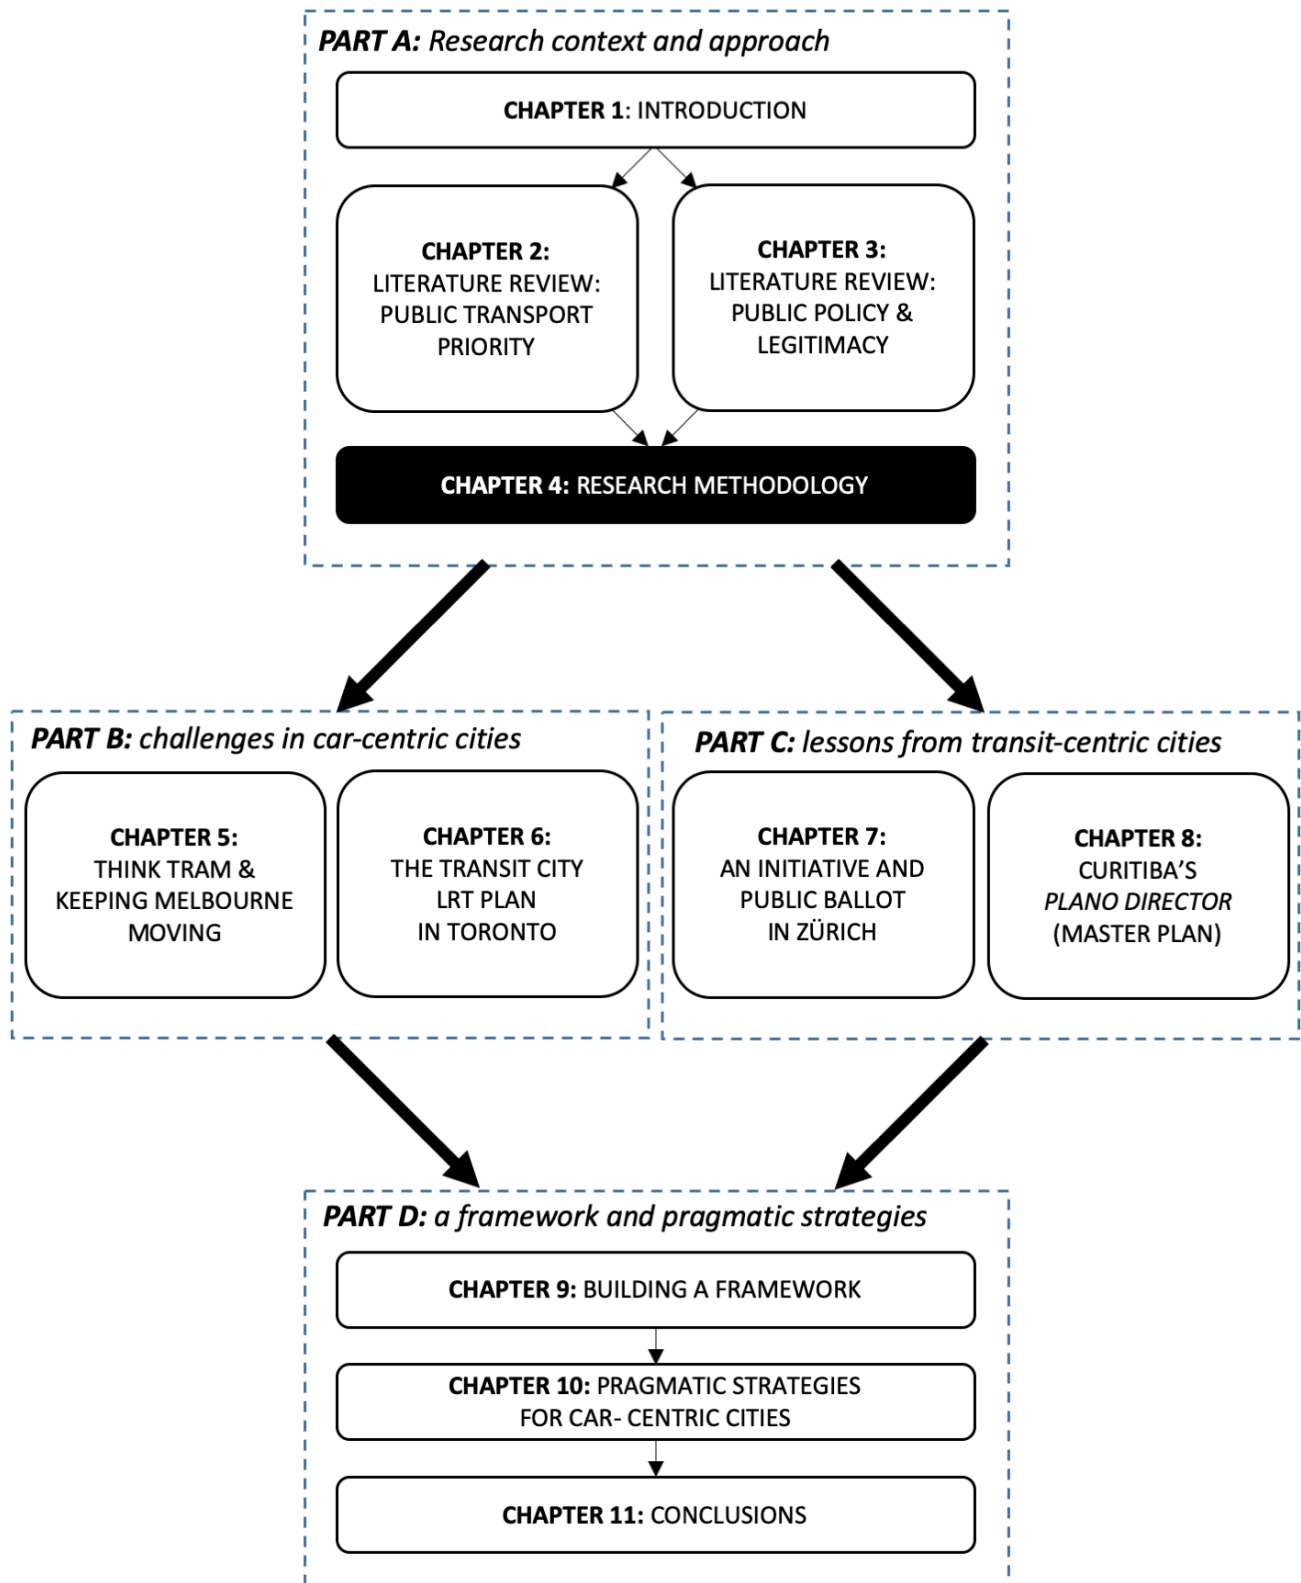 PART A: Research context and approach
CHAPTER 1: INTRODUCTION
CHAPTER 2:
LITERATURE REVIEW:
PUBLIC TRANSPORT
PRIORITY
CHAPTER 3:
LITERATURE REVIEW:
PUBLIC POLICY &
LEGITIMACY
CHAPTER 4: RESEARCH METHODOLOGY
PART B: challenges in car-centric cities
CHAPTER 5:
THINK TRAM &
KEEPING MELBOURNE
MOVING
CHAPTER 6:
THE TRANSIT CITY
LRT PLAN
IN TORONTO
PART C: lessons from transit-centric cities
CHAPTER 7:
AN INITIATIVE AND
PUBLIC BALLOT
IN ZÜRICH
CHAPTER 8:
CURITIBA’S
PLANO DIRECTOR
(MASTER PLAN)
PART D: a framework and pragmatic strategies
CHAPTER 9: BUILDING A FRAMEWORK
CHAPTER 10: PRAGMATIC STRATEGIES
FOR CAR- CENTRIC CITIES
CHAPTER 11: CONCLUSIONS